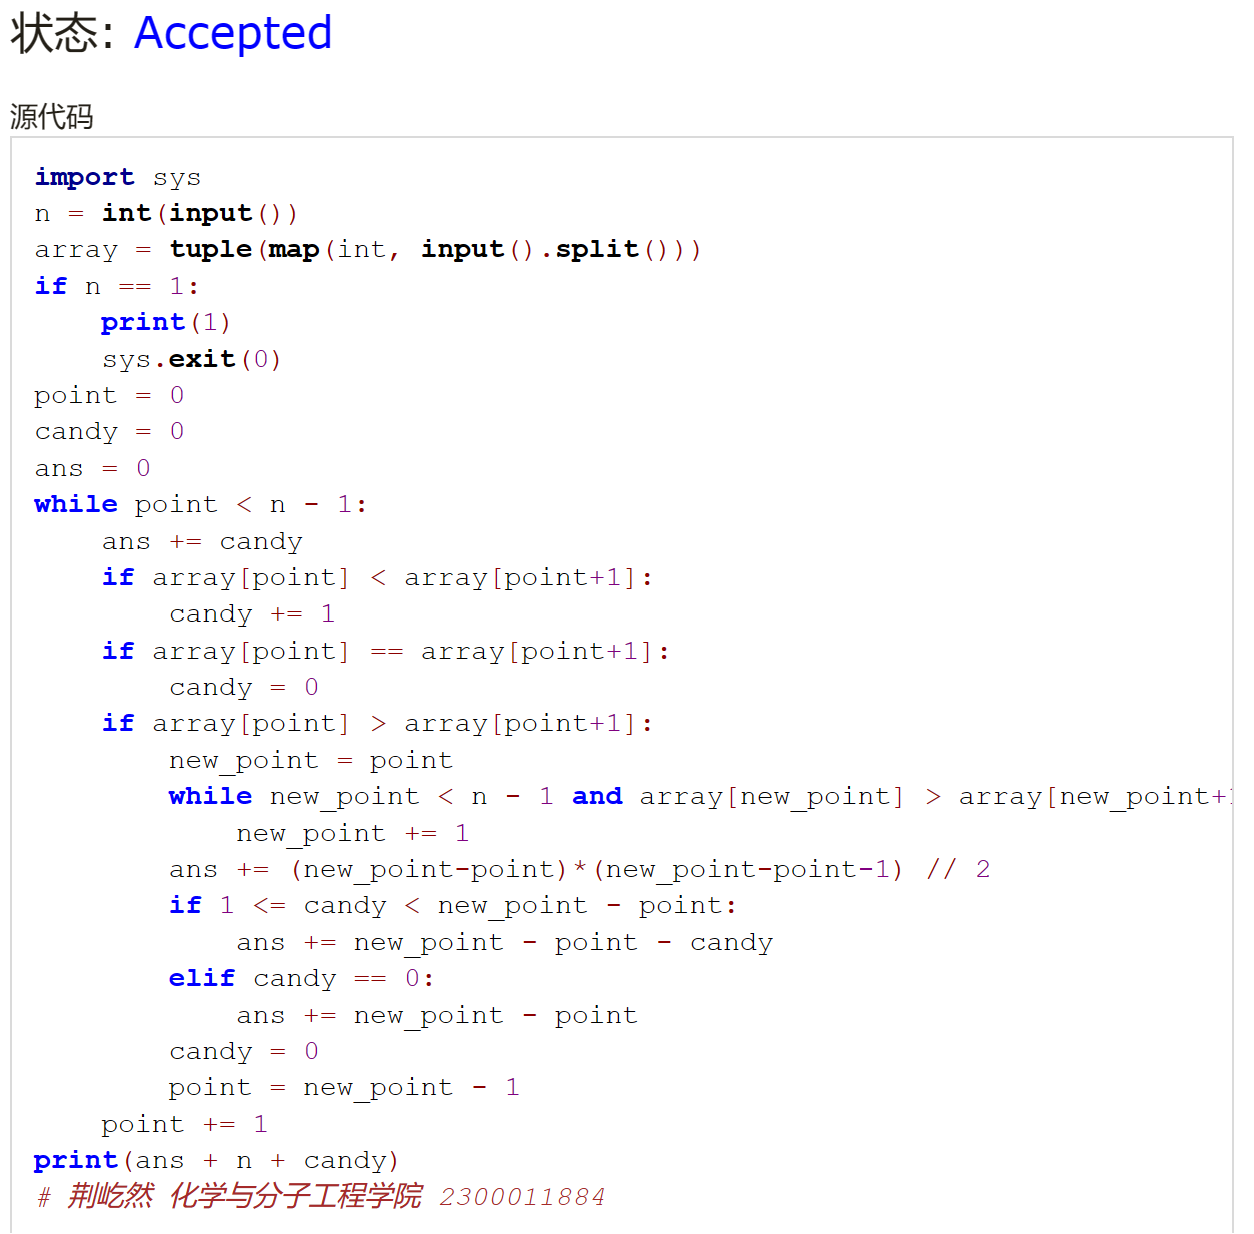 状态: Accepted
源代码
import sys
n = int(input())
array = tuple(map(int, input().split()))
if n == 1:
    print(1)
    sys.exit(0)
point = 0
candy = 0
ans = 0
while point < n - 1:
    ans += candy
    if array[point] < array[point+1]:
        candy += 1
    if array[point] == array[point+1]:
        candy = 0
    if array[point] > array[point+1]:
        new_point = point
        while new_point < n - 1 and array[new_point] > array[new_point+1
            new_point += 1
        ans += (new_point-point)*(new_point-point-1) // 2
        if 1 <= candy < new_point - point:
            ans += new_point - point - candy
        elif candy == 0:
            ans += new_point - point
        candy = 0
        point = new_point - 1
    point += 1
print(ans + n + candy)
# 荆屹然 化学与分子工程学院 2300011884